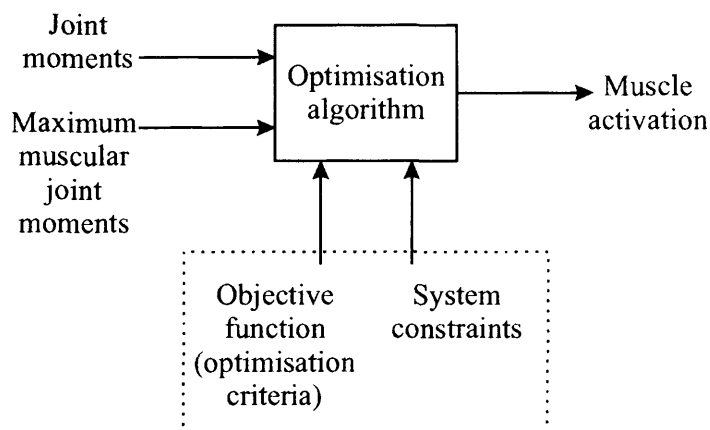 Joint
moments
Maximum
muscular
joint
moments
Optimisation
algorithm
Muscle
activation
Objective
function
(optimisation
criteria)
System
constraints